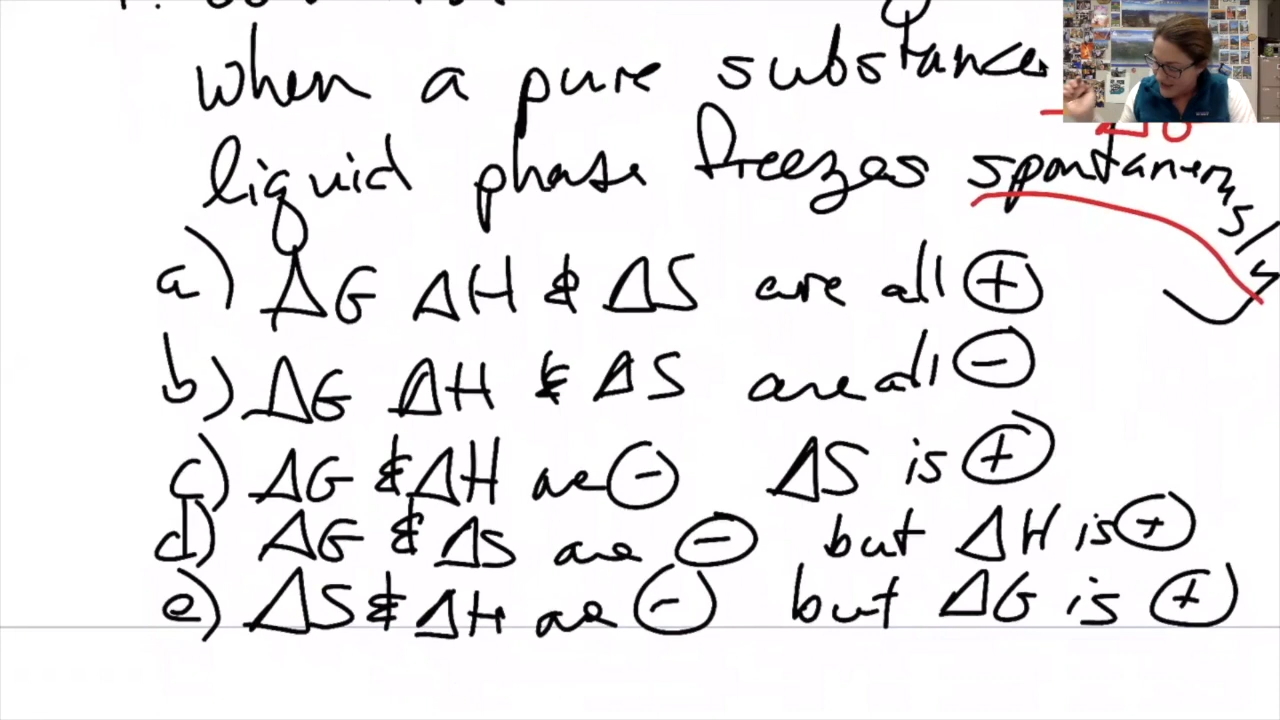 when a pure substance
liquid phase freezes spontaneously
a) ΔG ΔH & ΔS are all ⊕
b) ΔG ΔH & ΔS are all ⊖
c) ΔG & ΔH are ⊖ ΔS is ⊕
d) ΔG & ΔS are ⊖ but ΔH is ⊕
e) ΔS & ΔH are ⊖ but ΔG is ⊕